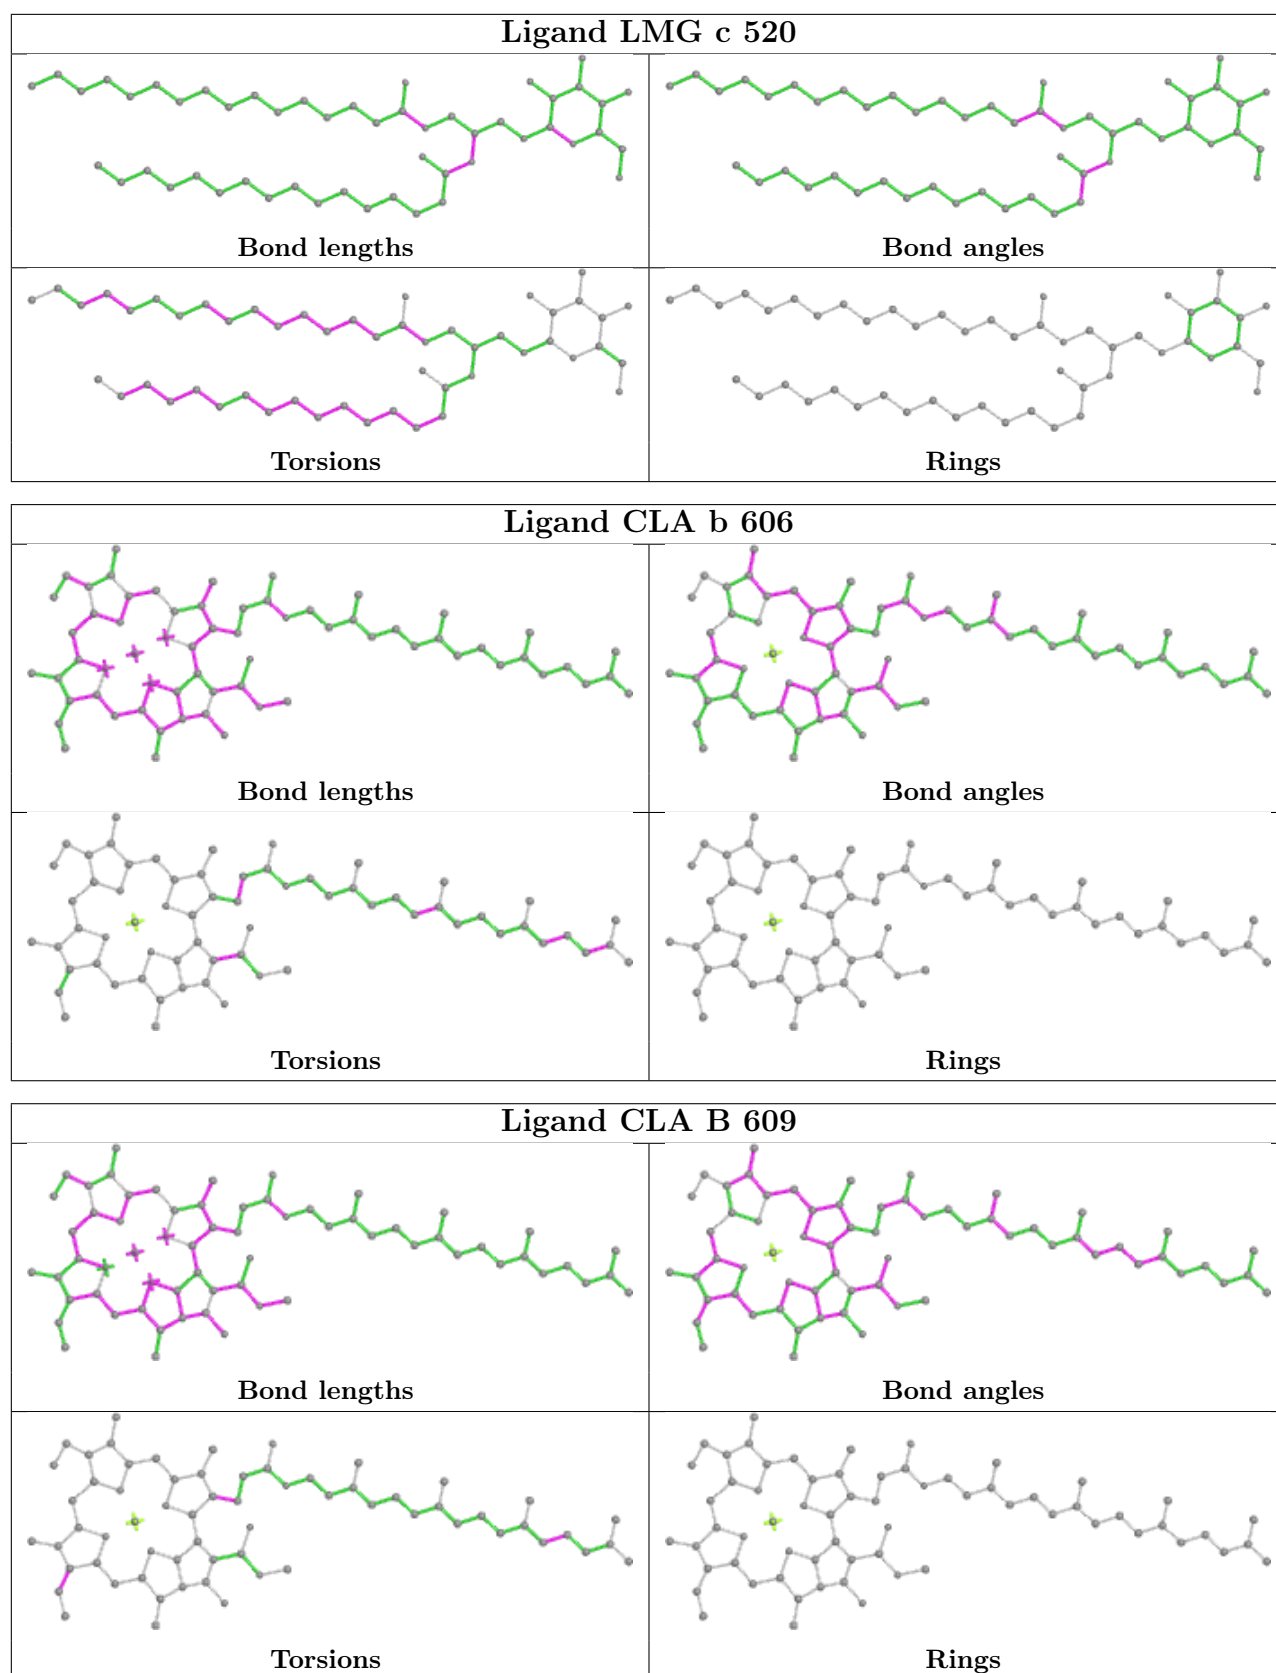 Ligand LMG c 520
Bond lengths
Bond angles
Torsions
Rings
Ligand CLA b 606
Bond lengths
Bond angles
Torsions
Rings
Ligand CLA B 609
Bond lengths
Bond angles
Torsions
Rings